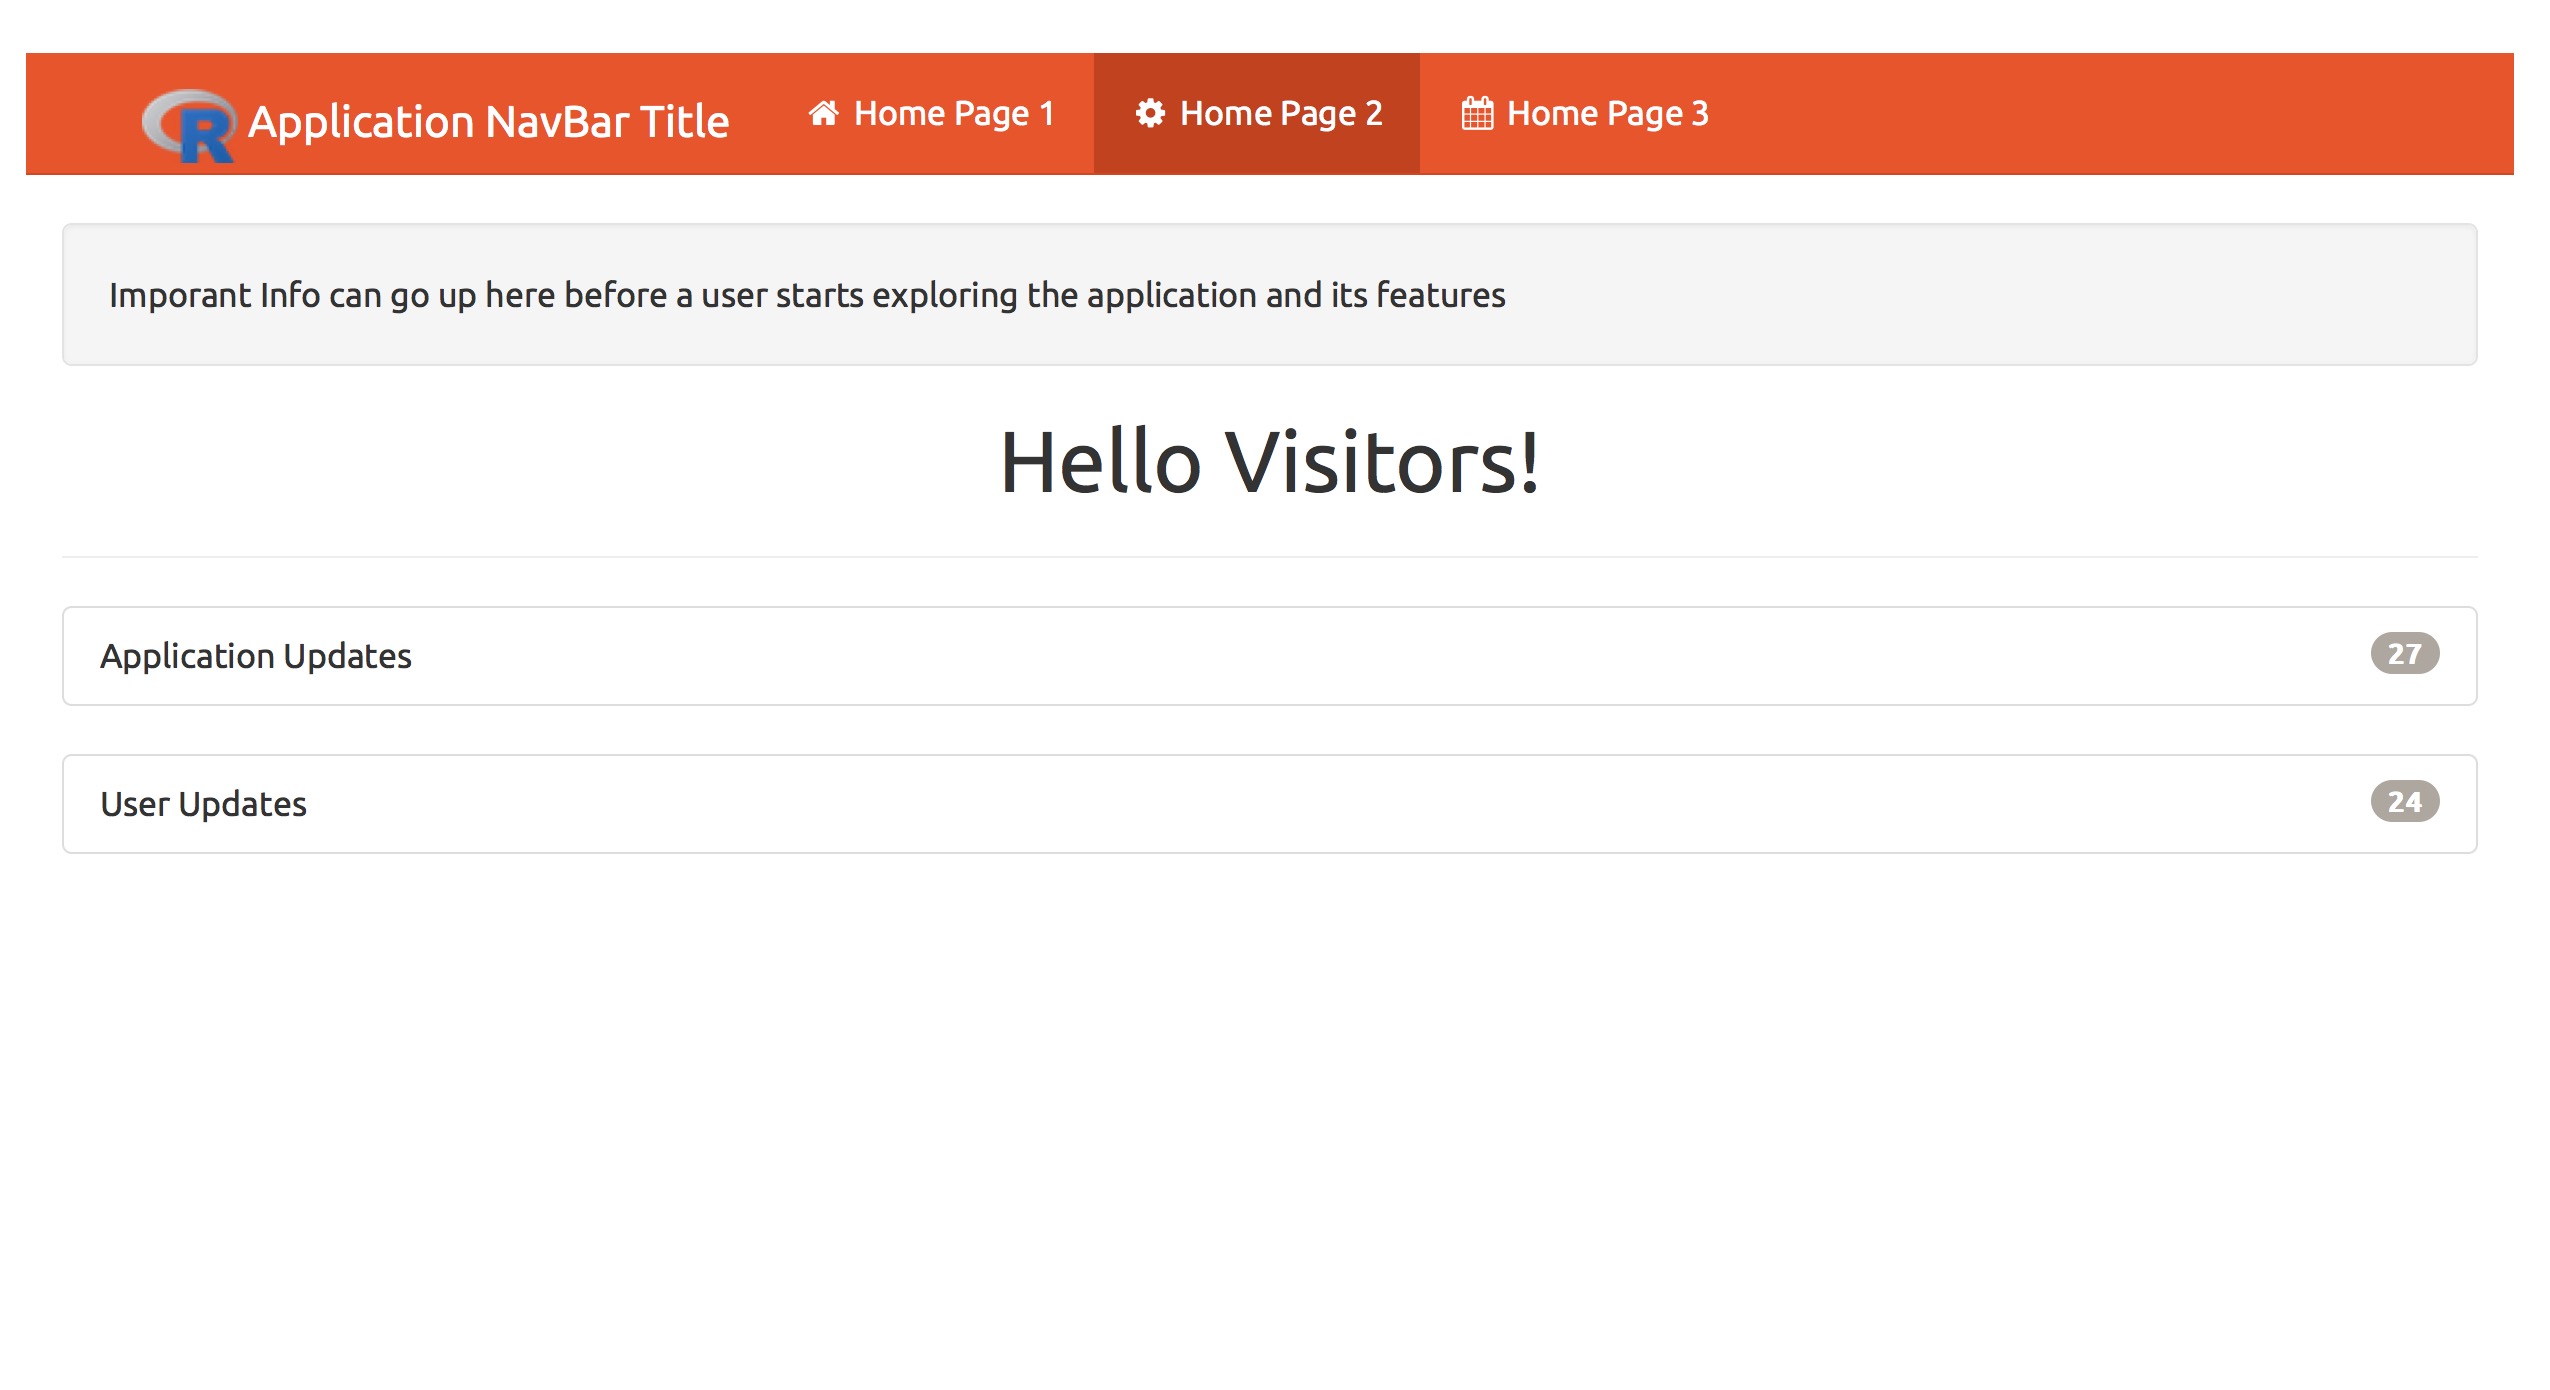 R Application NavBar Title Home Page 1 Home Page 2 Home Page 3
Imporant Info can go up here before a user starts exploring the application and its features
Hello Visitors!
Application Updates 27
User Updates 24